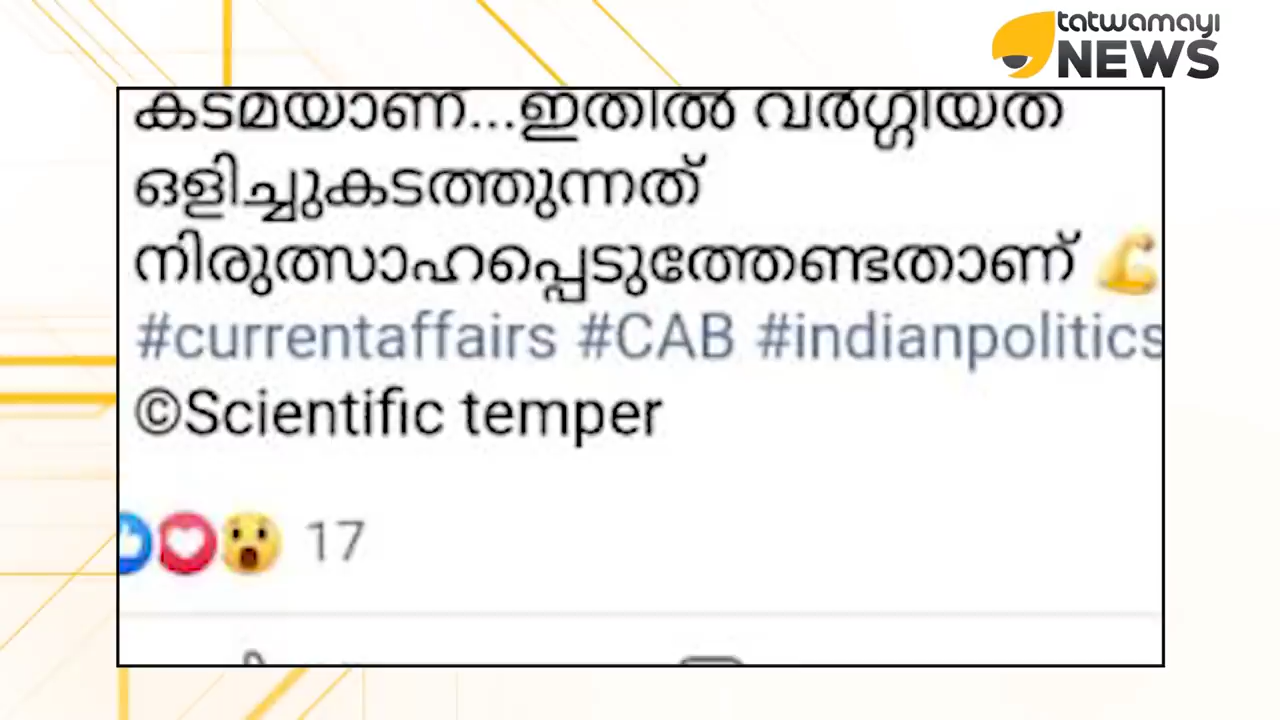 tatwamayi
NEWS
കടമയാണ്...ഇതിൽ വർഗ്ഗീയത
ഒളിച്ചുകടത്തുന്നത്
നിരുത്സാഹപ്പെടുത്തേണ്ടതാണ് 💪
#currentaffairs #CAB #indianpolitics
©Scientific temper
17